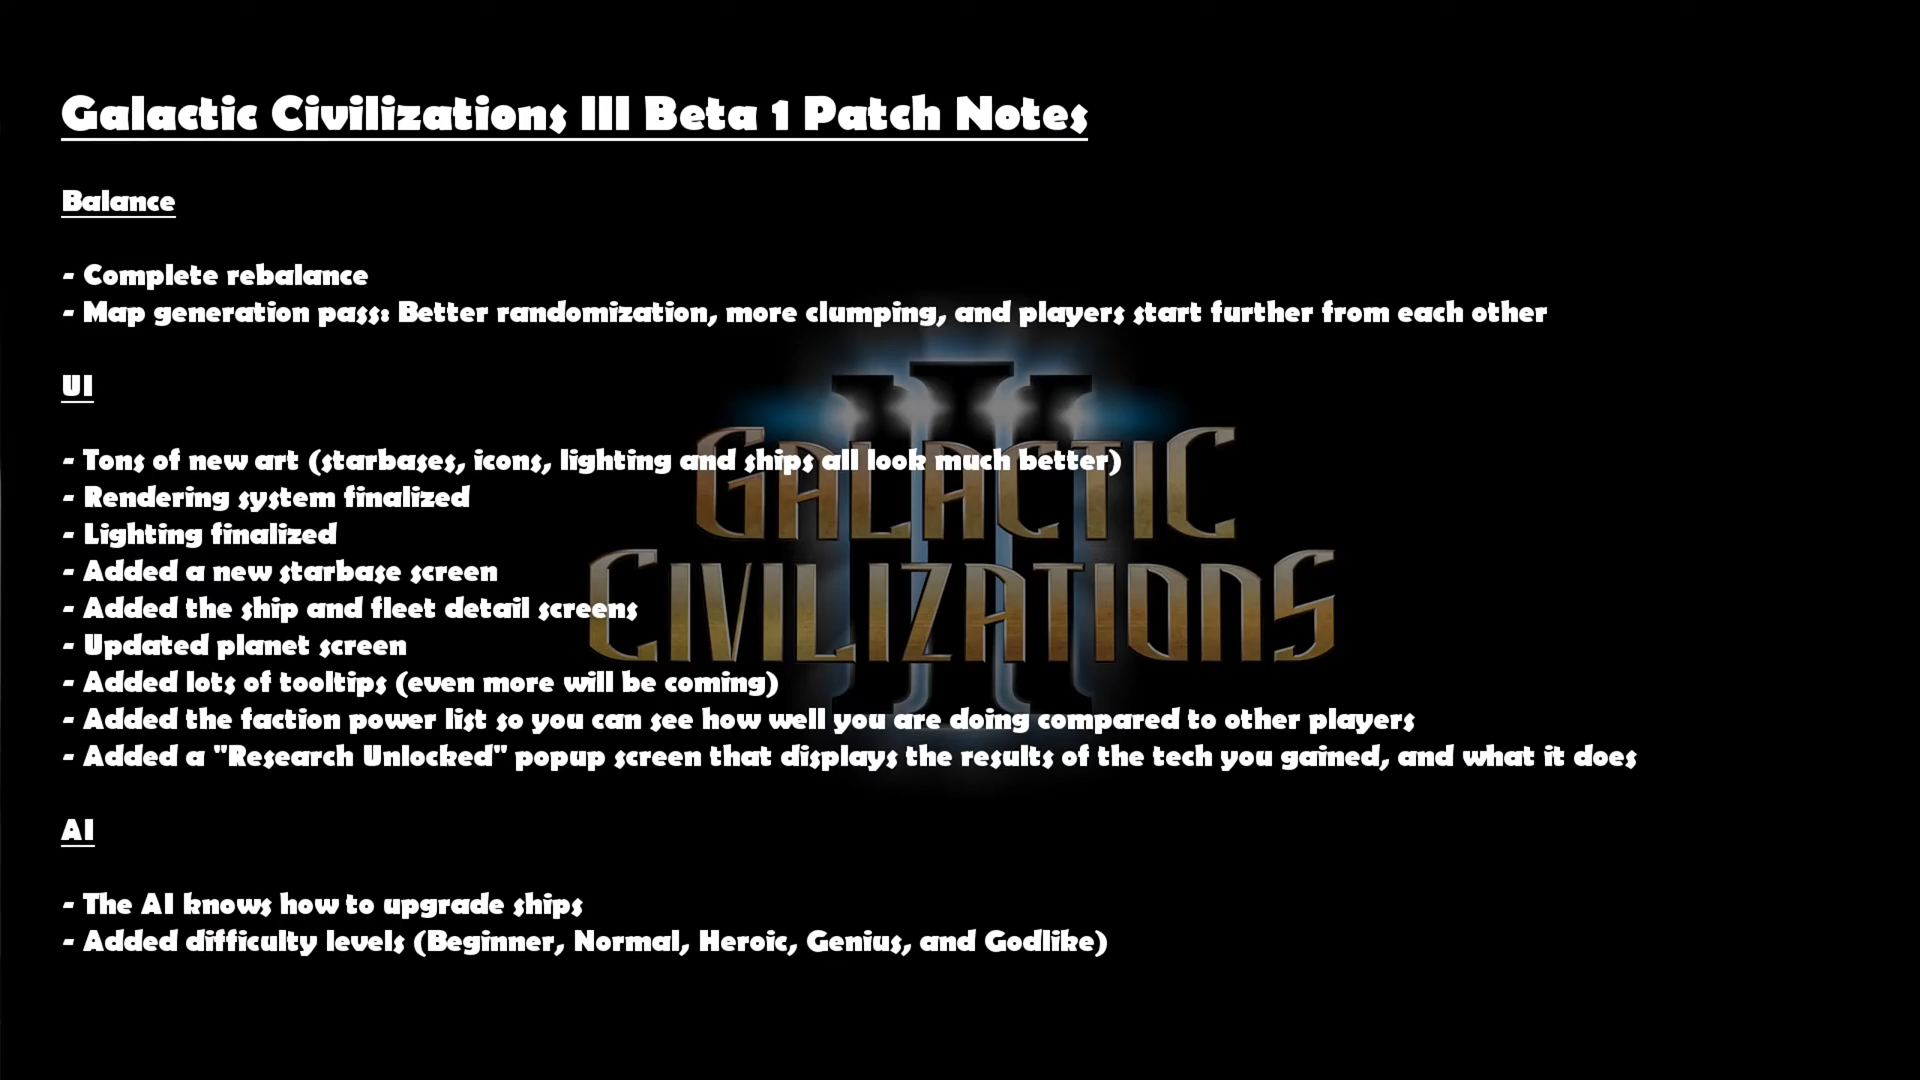 Galactic Civilizations III Beta 1 Patch Notes
Balance
- Complete rebalance
- Map generation pass: Better randomization, more clumping, and players start further from each other
UI
- Tons of new art (starbases, icons, lighting and ships all look much better)
- Rendering system finalized
- Lighting finalized
- Added a new starbase screen
- Added the ship and fleet detail screens
- Updated planet screen
- Added lots of tooltips (even more will be coming)
- Added the faction power list so you can see how well you are doing compared to other players
- Added a "Research Unlocked" popup screen that displays the results of the tech you gained, and what it does
AI
- The AI knows how to upgrade ships
- Added difficulty levels (Beginner, Normal, Heroic, Genius, and Godlike)
III
GALACTIC
CIVILIZATIONS